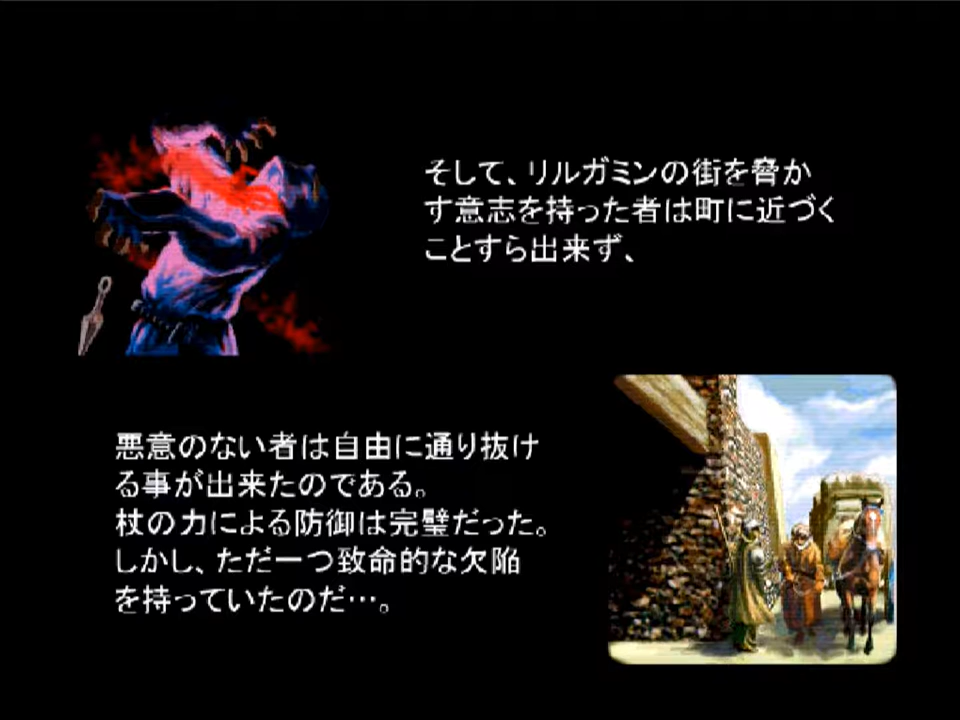 そして、リルガミンの街を脅か
す意志を持った者は町に近づく
ことすら出来ず、
悪意のない者は自由に通り抜け
る事が出来たのである。
杖の力による防御は完璧だった。
しかし、ただ一つ致命的な欠陥
を持っていたのだ…。